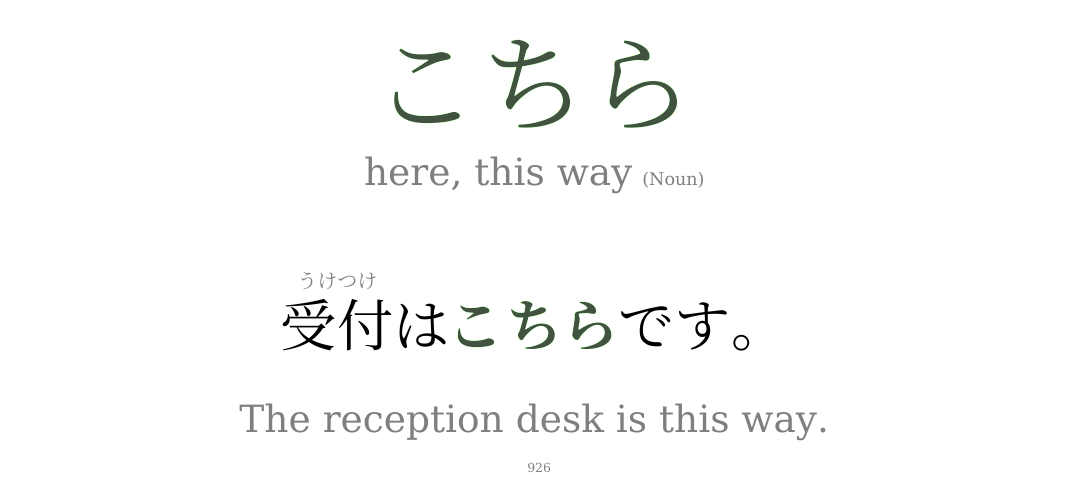 こちら
here, this way (Noun)
うけつけ
受付はこちらです。
The reception desk is this way.
926